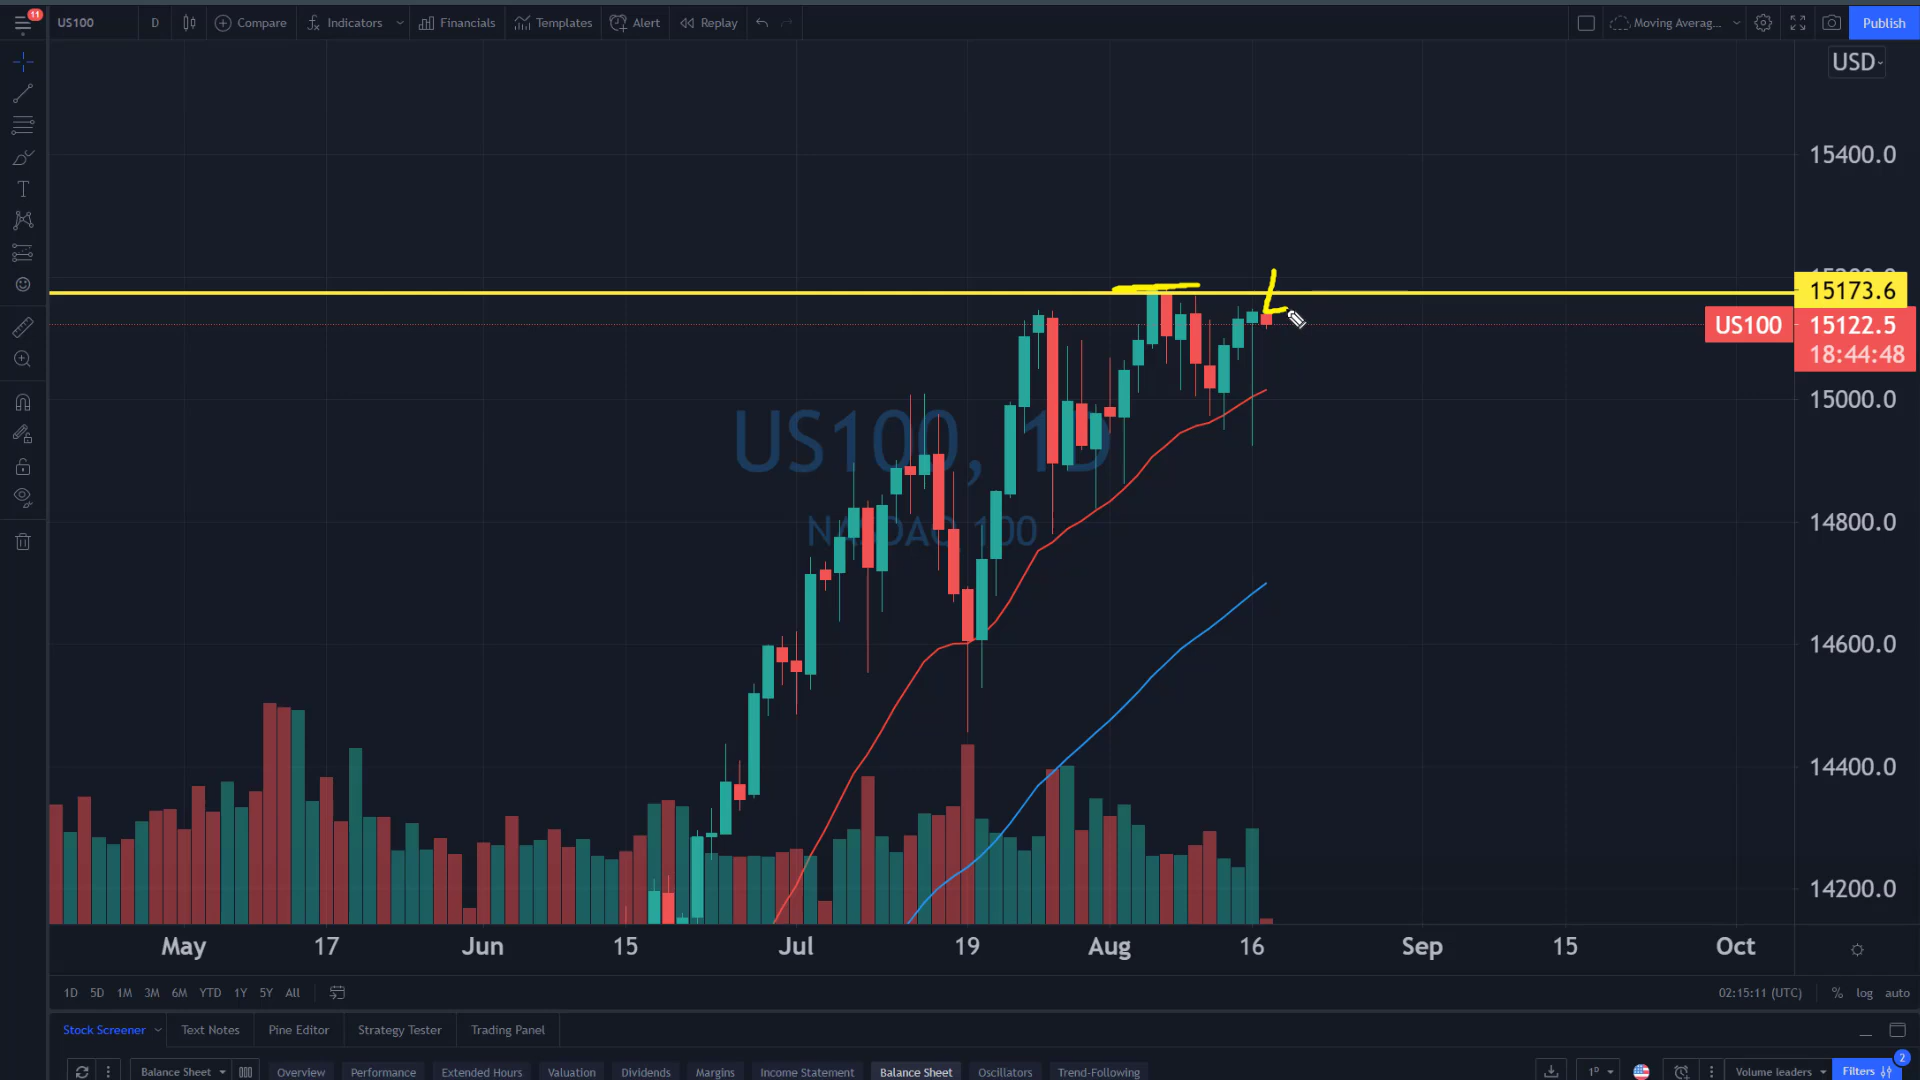 11
US100 D Compare Indicators Financials Templates Alert Replay Moving Averag... Publish
USD
15400.0
15173.6
US100 15122.5
18:44:48
15000.0
US100, 1D
14800.0
NASDAQ 100
14600.0
14400.0
14200.0
May 17 Jun 15 Jul 19 Aug 16 Sep 15 Oct
1D 5D 1M 3M 6M YTD 1Y 5Y All 02:15:11 (UTC) % log auto
Stock Screener Text Notes Pine Editor Strategy Tester Trading Panel
2
Balance Sheet Overview Performance Extended Hours Valuation Dividends Margins Income Statement Balance Sheet Oscillators Trend-Following 1D Volume leaders Filters